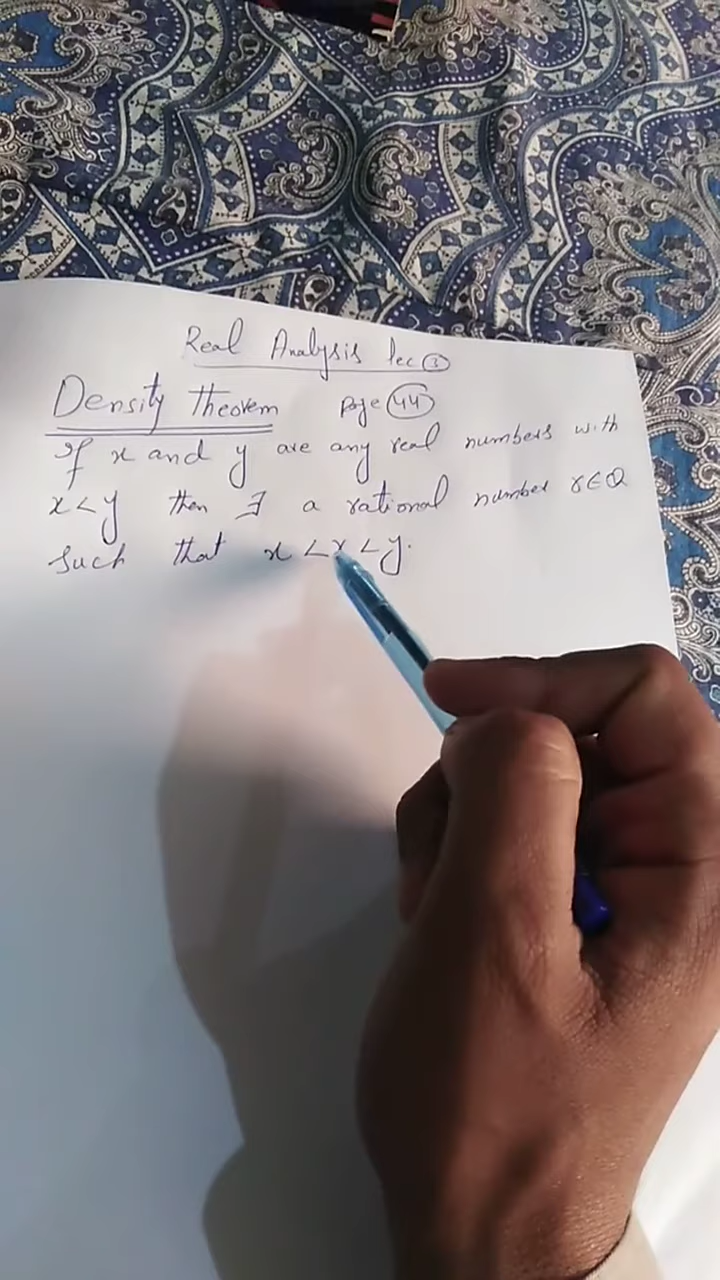 Real Analysis lec ③
Density Theorem page 44
If x and y are any real numbers with
x<y then ∃ a rational number r∈Q
such that x <r <y.